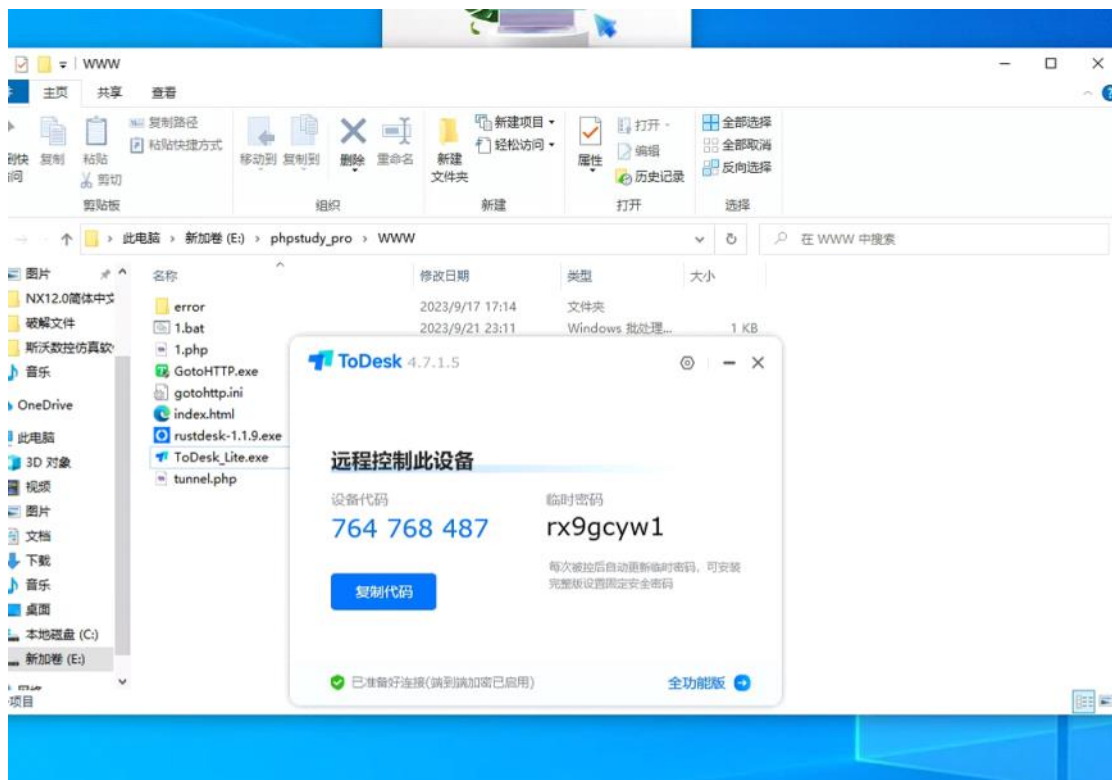 WWW
主页 共享 查看
复制 粘贴 复制路径 粘贴快捷方式 剪切
剪贴板
移动到 复制到 删除 重命名
组织
新建文件夹 新建项目 轻松访问
新建
属性 打开 编辑 历史记录
打开
全部选择 全部取消 反向选择
选择
此电脑 › 新加卷 (E:) › phpstudy_pro › WWW
在 WWW 中搜索
名称 修改日期 类型 大小
error 2023/9/17 17:14 文件夹
1.bat 2023/9/21 23:11 Windows 批处理... 1 KB
1.php
GotoHTTP.exe
gotohttp.ini
index.html
rustdesk-1.1.9.exe
ToDesk_Lite.exe
tunnel.php
图片
NX12.0简体中文
破解文件
斯沃数控仿真软
音乐
OneDrive
此电脑
3D 对象
视频
图片
文档
下载
音乐
桌面
本地磁盘 (C:)
新加卷 (E:)
项目
ToDesk 4.7.1.5
远程控制此设备
设备代码 临时密码
764 768 487 rx9gcyw1
每次被控后自动更新临时密码，可安装
完整版设置固定安全密码
复制代码
已准备好连接(端到端加密已启用)
全功能版